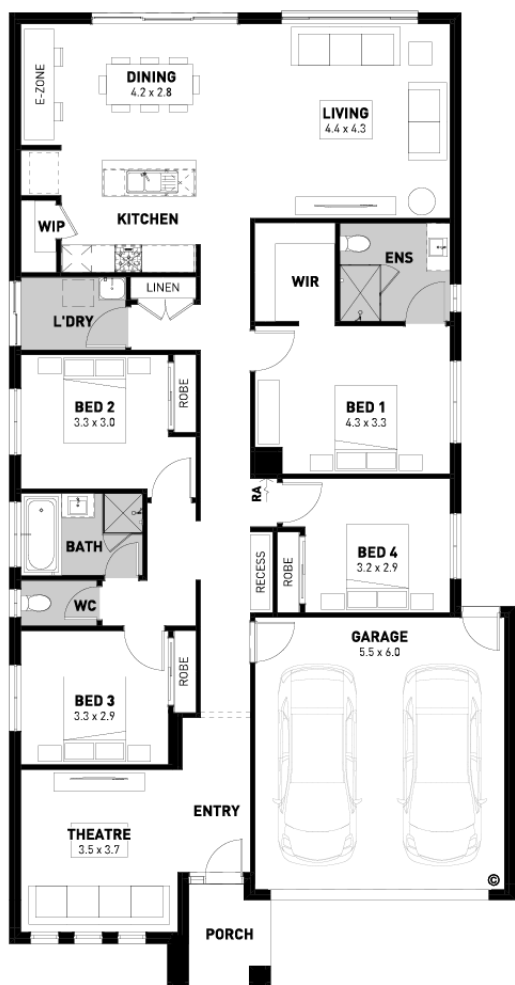 E-ZONE
DINING
4.2 x 2.8
LIVING
4.4 x 4.3
KITCHEN
WIP
LINEN
L'DRY
WIR
ENS
BED 2
3.3 x 3.0
ROBE
BED 1
4.3 x 3.3
RA
BATH
WC
RECESS
ROBE
BED 4
3.2 x 2.9
GARAGE
5.5 x 6.0
BED 3
3.3 x 2.9
ROBE
ENTRY
THEATRE
3.5 x 3.7
PORCH
©